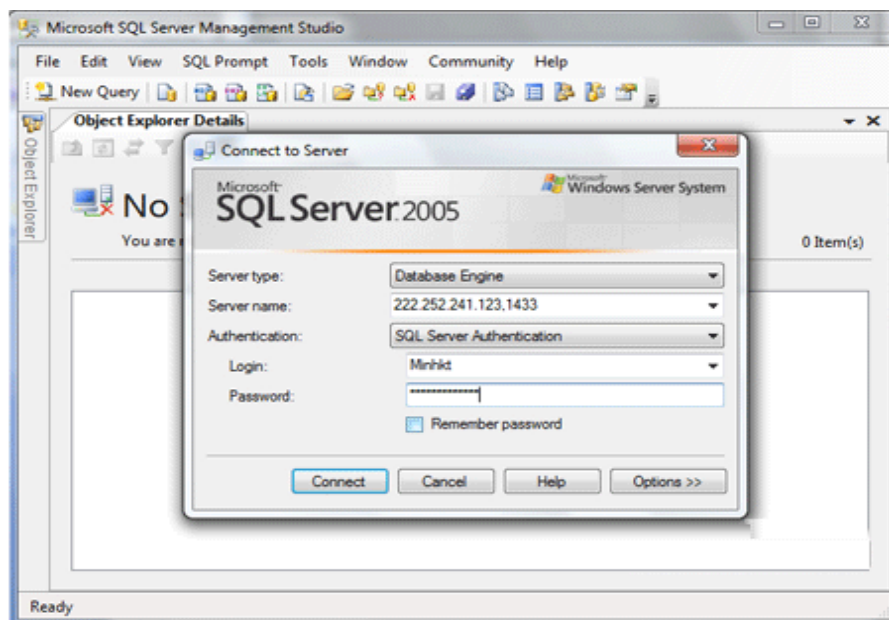 Microsoft SQL Server Management Studio
File Edit View SQL Prompt Tools Window Community Help
New Query
Object Explorer Details
Object Explorer
Connect to Server
Microsoft
SQL Server 2005
Microsoft
Windows Server System
No
You are
0 Item(s)
Server type: Database Engine
Server name: 222.252.241.123,1433
Authentication: SQL Server Authentication
Login: Minhkt
Password: **************
Remember password
Connect Cancel Help Options >>
Ready